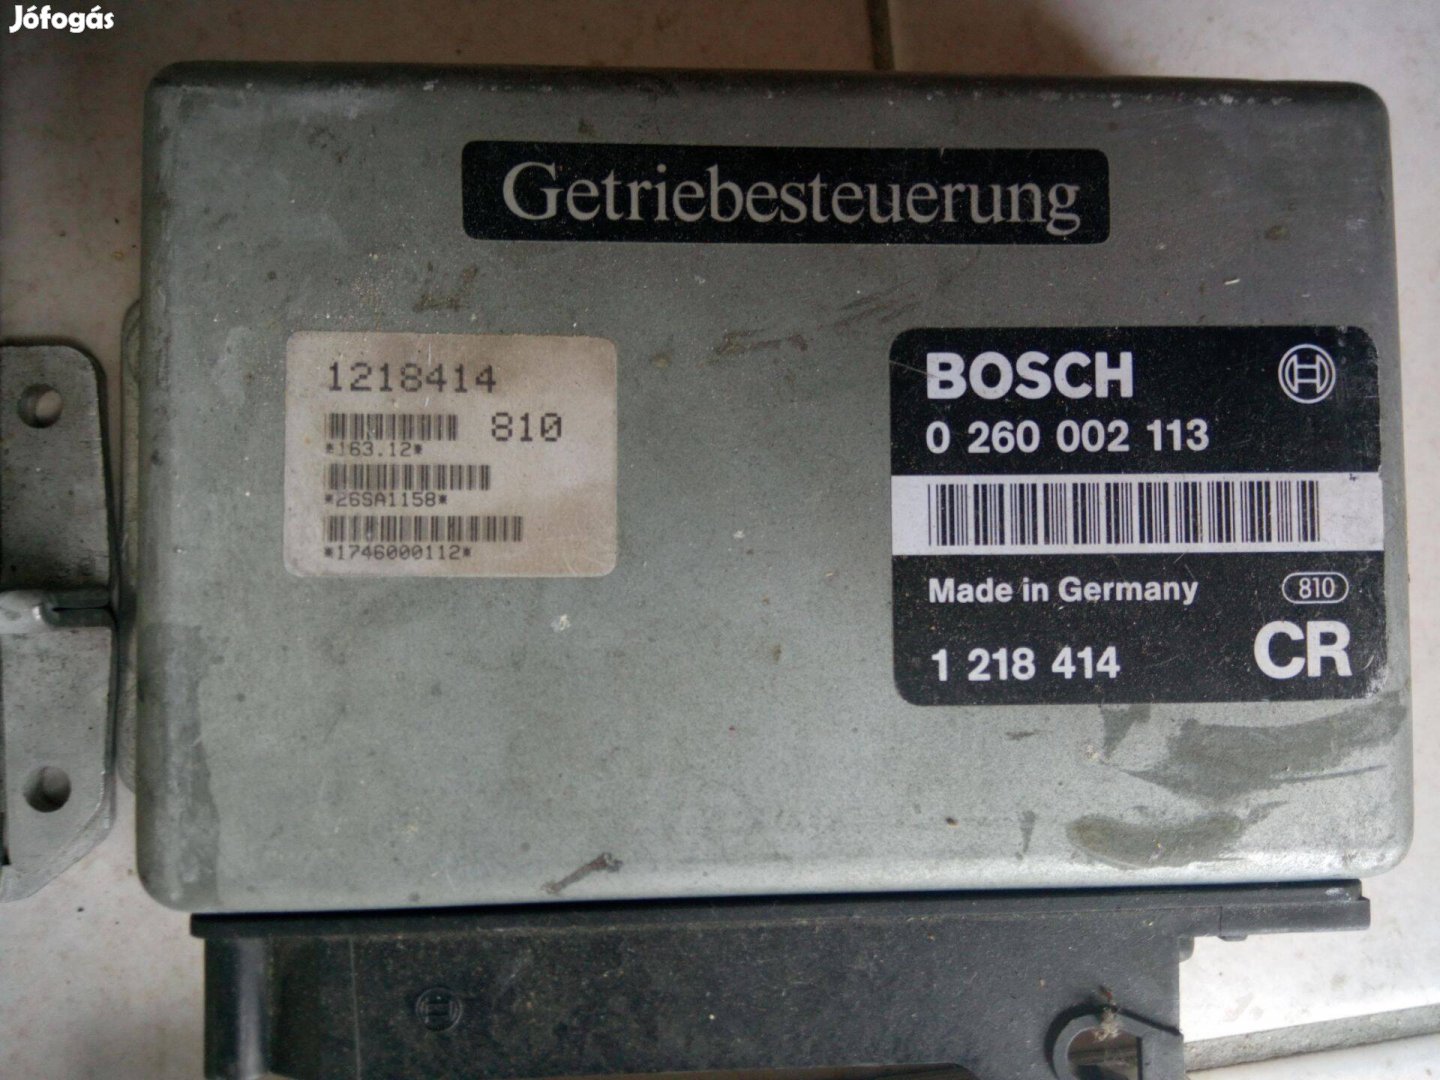 Jófogás
Getriebesteuerung
1218414
810
*163.12*
*26SA1158*
*1746000112*
BOSCH
0 260 002 113
Made in Germany 810
1 218 414 CR